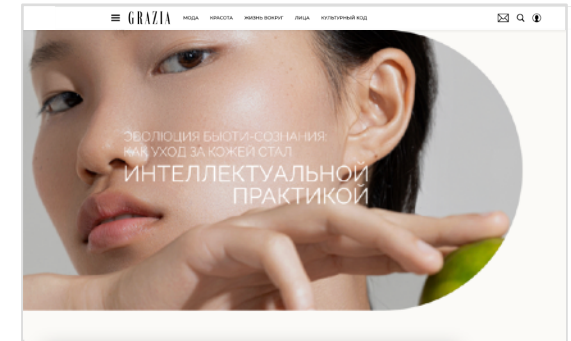 GRAZIA МОДА КРАСОТА ЖИЗНЬ ВОКРУГ ЛИЦА КУЛЬТУРНЫЙ КОД
ЭВОЛЮЦИЯ БЬЮТИ-СОЗНАНИЯ:
КАК УХОД ЗА КОЖЕЙ СТАЛ
ИНТЕЛЛЕКТУАЛЬНОЙ
ПРАКТИКОЙ